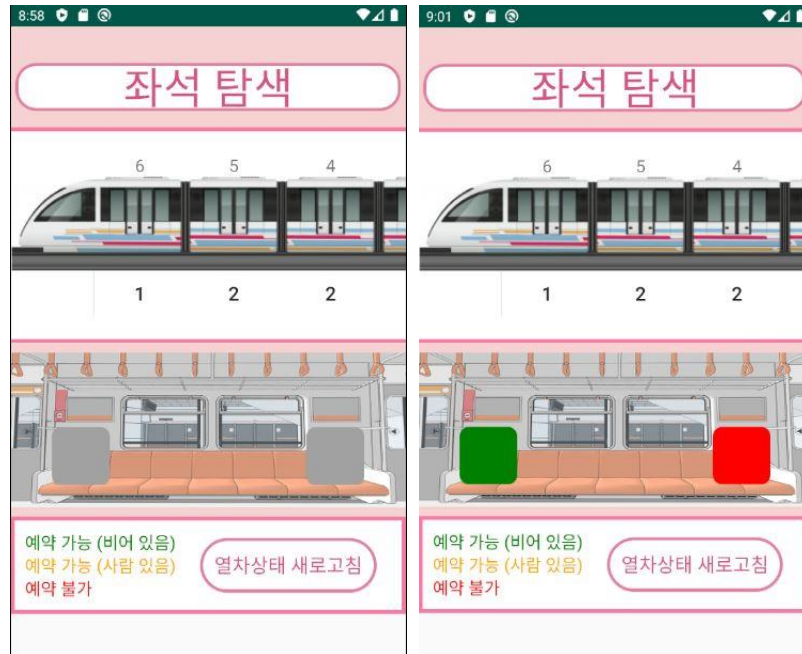 8:58
좌석 탐색
6 5 4
1 2 2
예약 가능 (비어 있음)
예약 가능 (사람 있음)
예약 불가
열차상태 새로고침
9:01
좌석 탐색
6 5 4
1 2 2
예약 가능 (비어 있음)
예약 가능 (사람 있음)
예약 불가
열차상태 새로고침